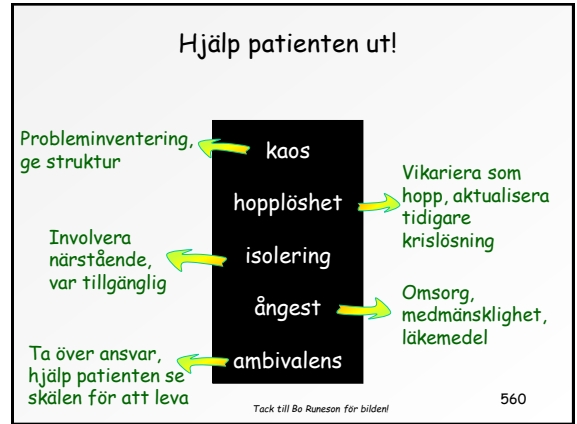 Hjälp patienten ut!
Probleminventering,
ge struktur
kaos
hopplöshet
Vikariera som
hopp, aktualisera
tidigare
krislösning
Involvera
närstående,
var tillgänglig
isolering
ångest
Omsorg,
medmänsklighet,
läkemedel
Ta över ansvar,
hjälp patienten se
skälen för att leva
ambivalens
Tack till Bo Runeson för bilden!
560